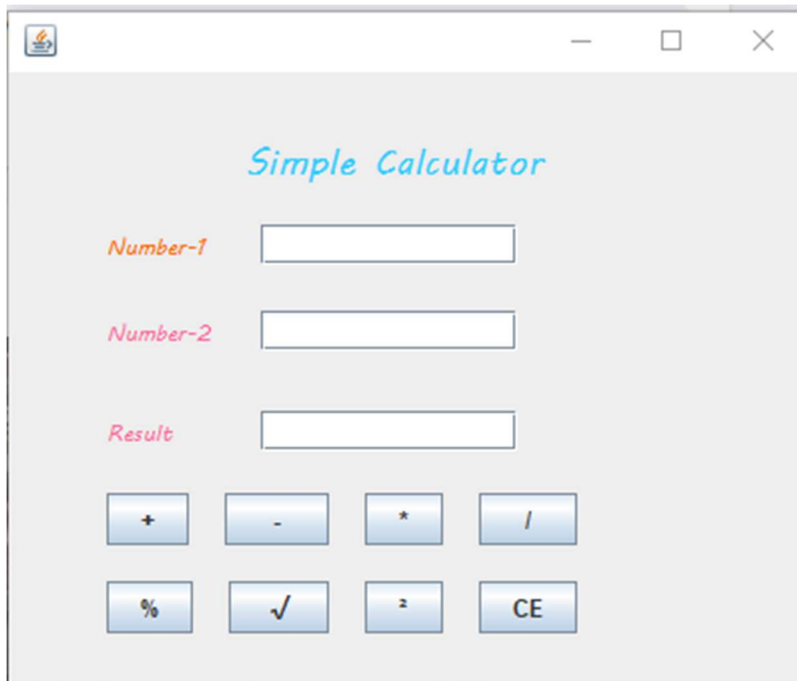 Simple Calculator
Number-1
Number-2
Result
+ - * /
% √ ² CE